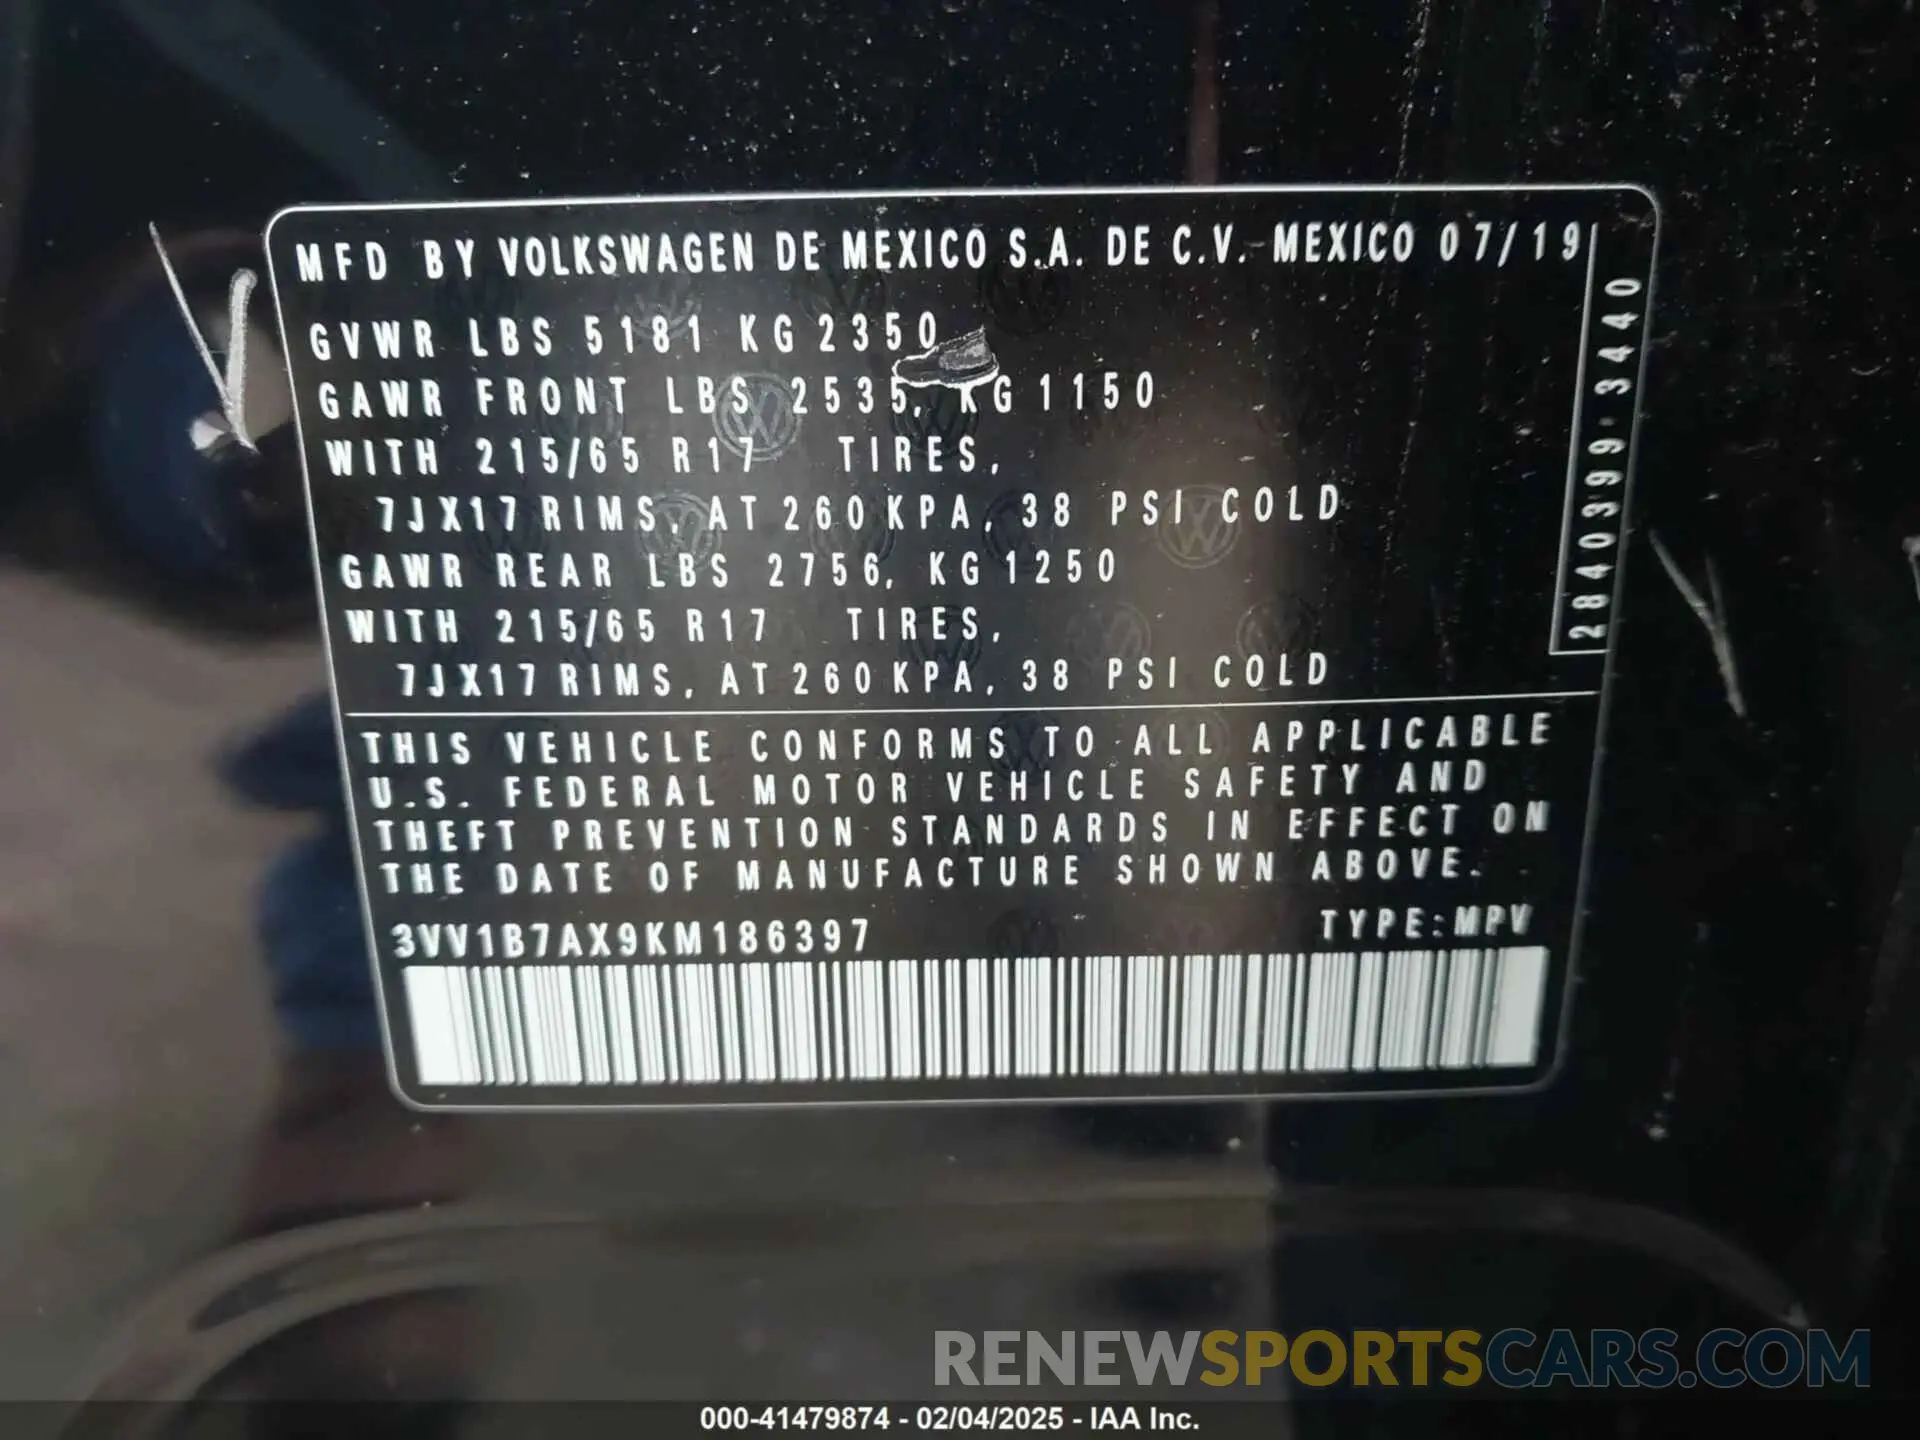 MFD BY VOLKSWAGEN DE MEXICO S.A. DE C.V.- MEXICO 07/19
GVWR LBS 5181 KG 2350
GAWR FRONT LBS 2535, KG 1150
WITH 215/65 R17 TIRES,
7JX17 RIMS, AT 260 KPA, 38 PSI COLD
GAWR REAR LBS 2756, KG 1250
WITH 215/65 R17 TIRES,
7JX17 RIMS, AT 260 KPA, 38 PSI COLD
2840399-3440
THIS VEHICLE CONFORMS TO ALL APPLICABLE
U.S. FEDERAL MOTOR VEHICLE SAFETY AND
THEFT PREVENTION STANDARDS IN EFFECT ON
THE DATE OF MANUFACTURE SHOWN ABOVE.
3VV1B7AX9KM186397 TYPE:MPV
RENEWSPORTSCARS.COM
000-41479874 - 02/04/2025 - IAA Inc.